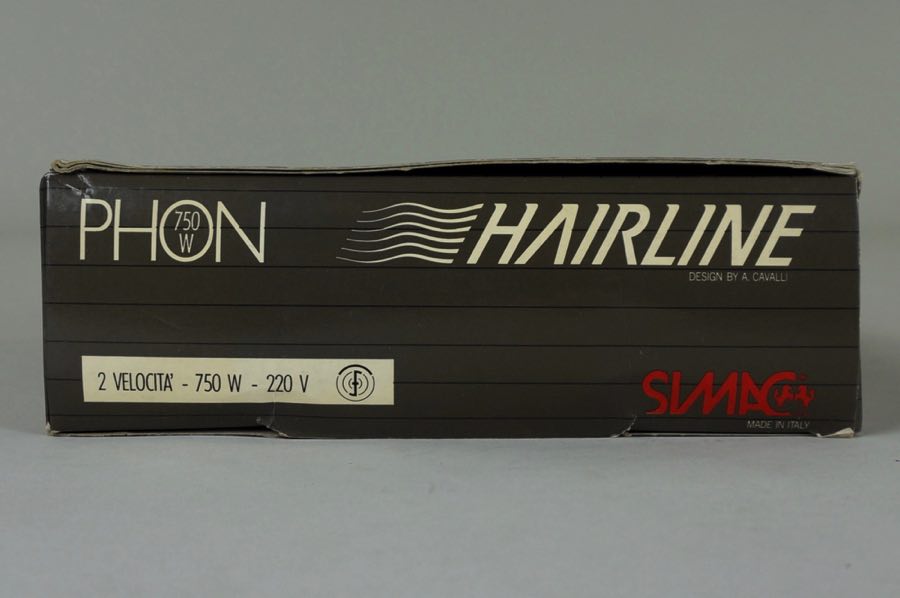 PHON
750
W
HAIRLINE
DESIGN BY A. CAVALLI
2 VELOCITA' - 750 W - 220 V
SIMAC
MADE IN ITALY